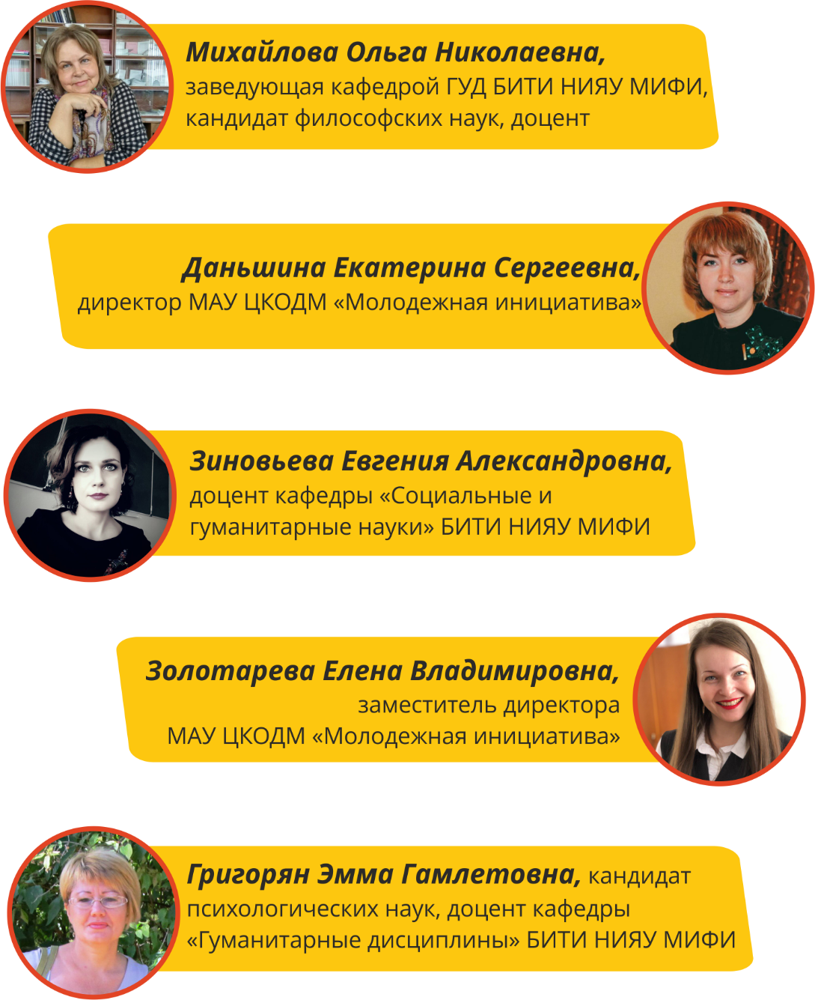 Михайлова Ольга Николаевна,
заведующая кафедрой ГУД БИТИ НИЯУ МИФИ,
кандидат философских наук, доцент
Даньшина Екатерина Сергеевна,
директор МАУ ЦКОДМ «Молодежная инициатива»
Зиновьева Евгения Александровна,
доцент кафедры «Социальные и
гуманитарные науки» БИТИ НИЯУ МИФИ
Золотарева Елена Владимировна,
заместитель директора
МАУ ЦКОДМ «Молодежная инициатива»
Григорян Эмма Гамлетовна, кандидат
психологических наук, доцент кафедры
«Гуманитарные дисциплины» БИТИ НИЯУ МИФИ